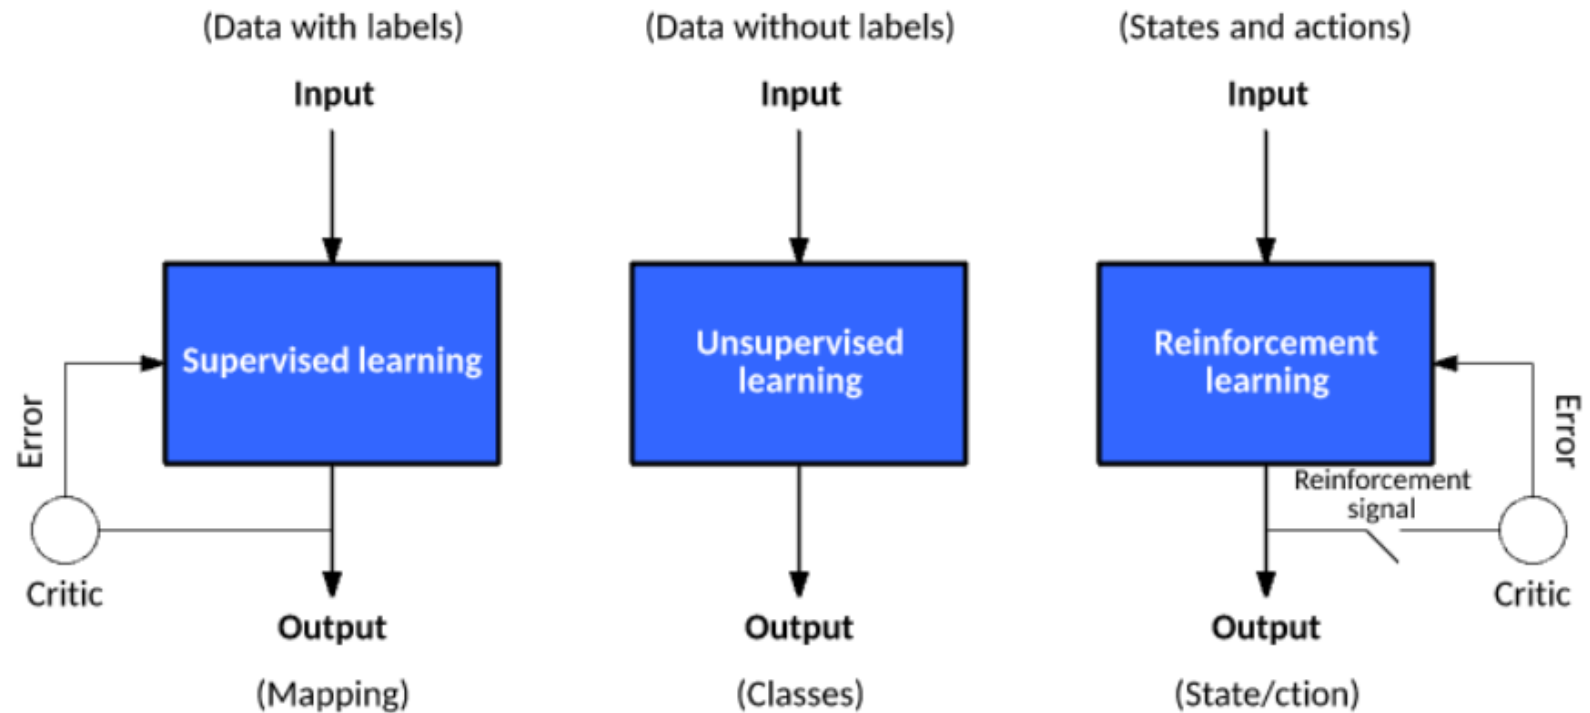 (Data with labels)
Input
Supervised learning
Error
Critic
Output
(Mapping)
(Data without labels)
Input
Unsupervised
learning
Output
(Classes)
(States and actions)
Input
Reinforcement
learning
Reinforcement
signal
Error
Critic
Output
(State/ction)